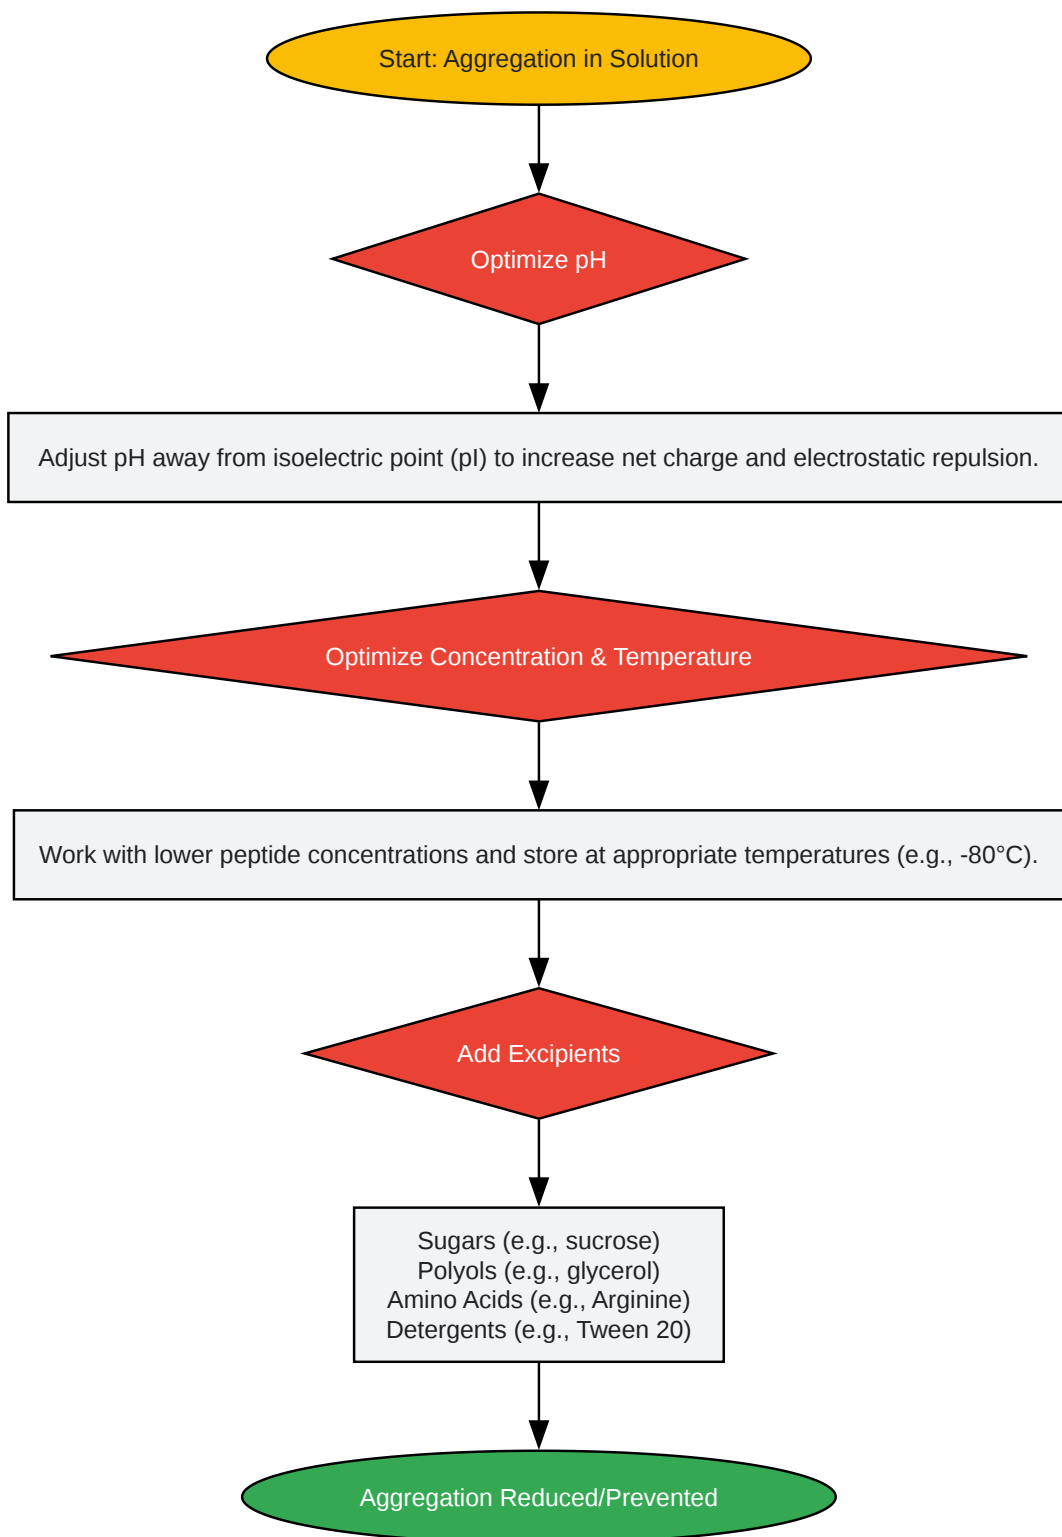 Start: Aggregation in Solution
Optimize pH
Adjust pH away from isoelectric point (pI) to increase net charge and electrostatic repulsion.
Optimize Concentration & Temperature
Work with lower peptide concentrations and store at appropriate temperatures (e.g., -80°C).
Add Excipients
Sugars (e.g., sucrose)
Polyols (e.g., glycerol)
Amino Acids (e.g., Arginine)
Detergents (e.g., Tween 20)
Aggregation Reduced/Prevented